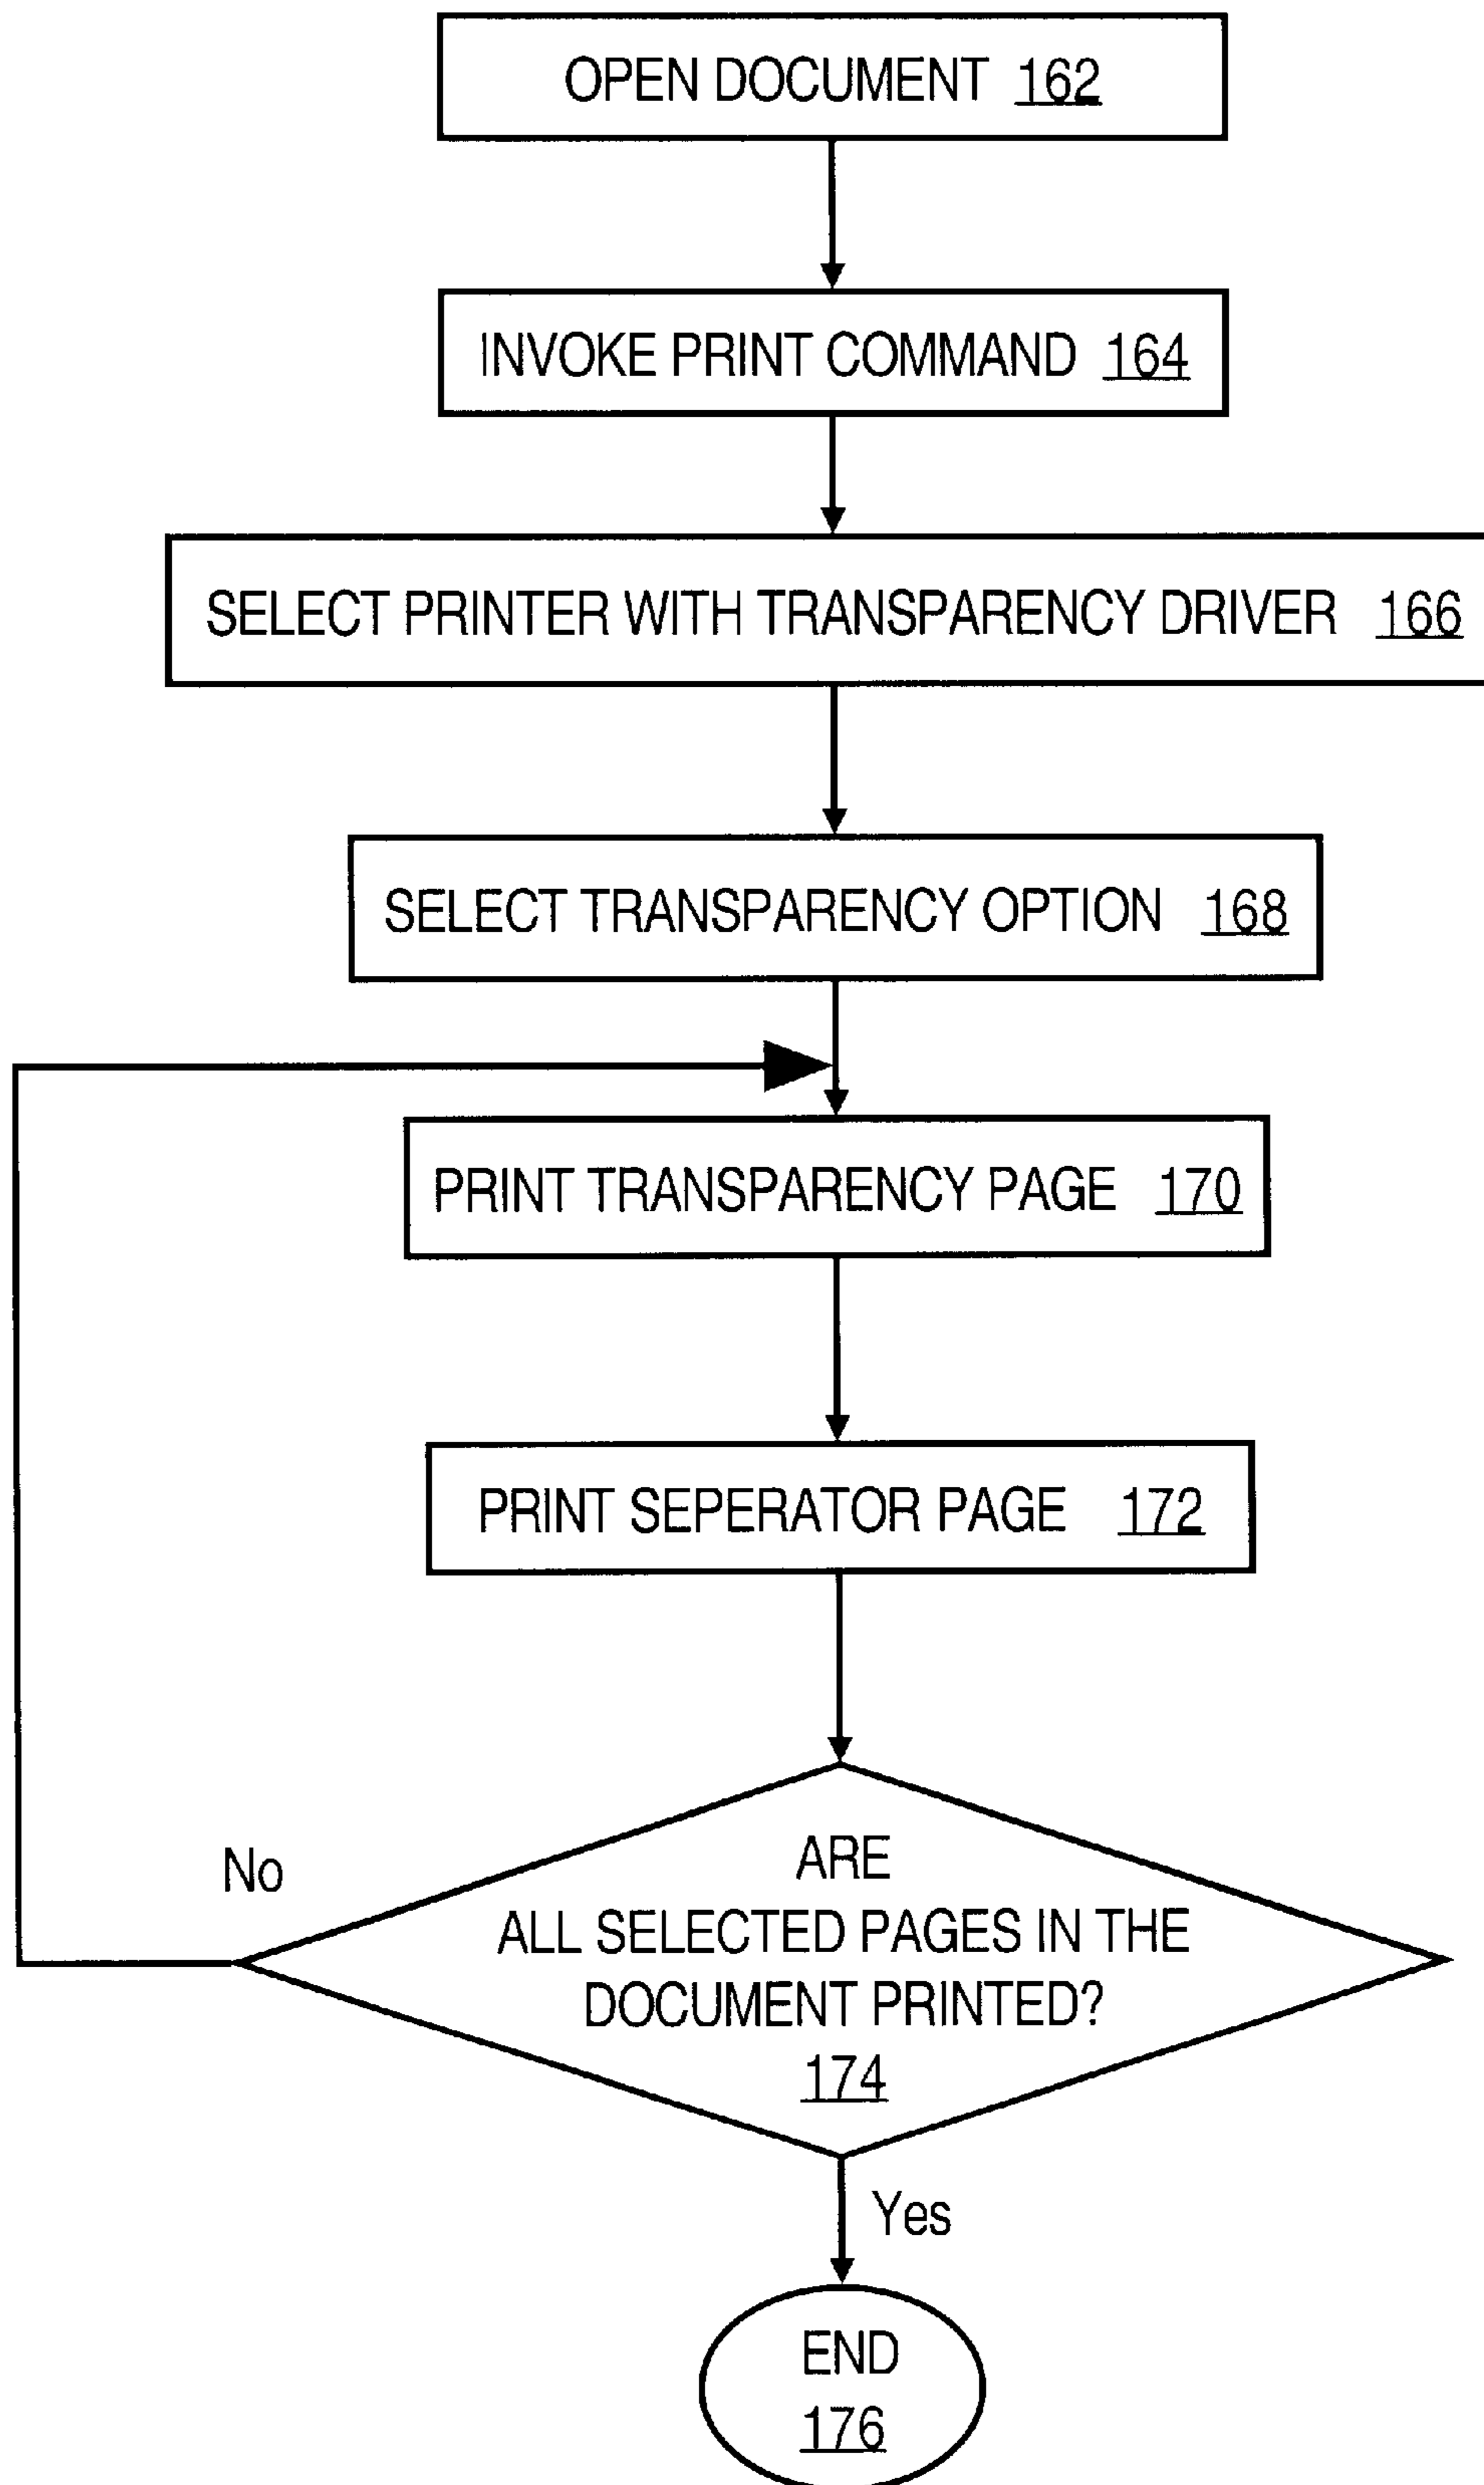 OPEN DOCUMENT 162
INVOKE PRINT COMMAND 164
SELECT PRINTER WITH TRANSPARENCY DRIVER 166
SELECT TRANSPARENCY OPTION 168
PRINT TRANSPARENCY PAGE 170
PRINT SEPERATOR PAGE 172
No
ARE
ALL SELECTED PAGES IN THE
DOCUMENT PRINTED?
174
Yes
END
176